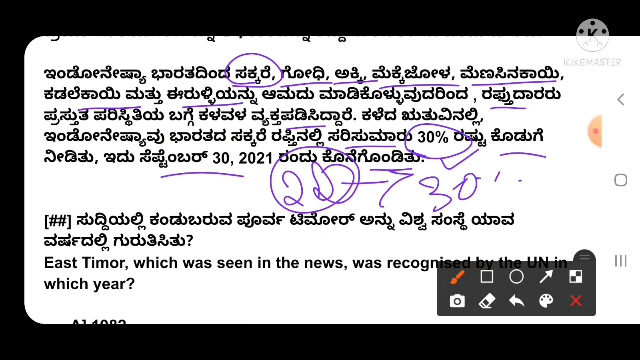 ಇಂಡೋನೇಷ್ಯಾ ಭಾರತದಿಂದ ಸಕ್ಕರೆ, ಗೋಧಿ, ಅಕ್ಕಿ, ಮೆಕ್ಕೆಜೋಳ, ಮೆಣಸಿನಕಾಯಿ,
ಕಡಲೆಕಾಯಿ ಮತ್ತು ಈರುಳ್ಳಿಯನ್ನು ಆಮದು ಮಾಡಿಕೊಳ್ಳುವುದರಿಂದ, ರಫ್ತುದಾರರು
ಪ್ರಸ್ತುತ ಪರಿಸ್ಥಿತಿಯ ಬಗ್ಗೆ ಕಳವಳ ವ್ಯಕ್ತಪಡಿಸಿದ್ದಾರೆ. ಕಳೆದ ಋತುವಿನಲ್ಲಿ,
ಇಂಡೋನೇಷ್ಯಾವು ಭಾರತದ ಸಕ್ಕರೆ ರಫ್ತಿನಲ್ಲಿ ಸರಿಸುಮಾರು 30% ರಷ್ಟು ಕೊಡುಗೆ
ನೀಡಿತು, ಇದು ಸೆಪ್ಟೆಂಬರ್ 30, 2021 ರಂದು ಕೊನೆಗೊಂಡಿತು.
30%
[##] ಸುದ್ದಿಯಲ್ಲಿ ಕಂಡುಬರುವ ಪೂರ್ವ ಟಿಮೋರ್ ಅನ್ನು ವಿಶ್ವ ಸಂಸ್ಥೆ ಯಾವ
ವರ್ಷದಲ್ಲಿ ಗುರುತಿಸಿತು?
East Timor, which was seen in the news, was recognised by the UN in
which year?
KINEMASTER